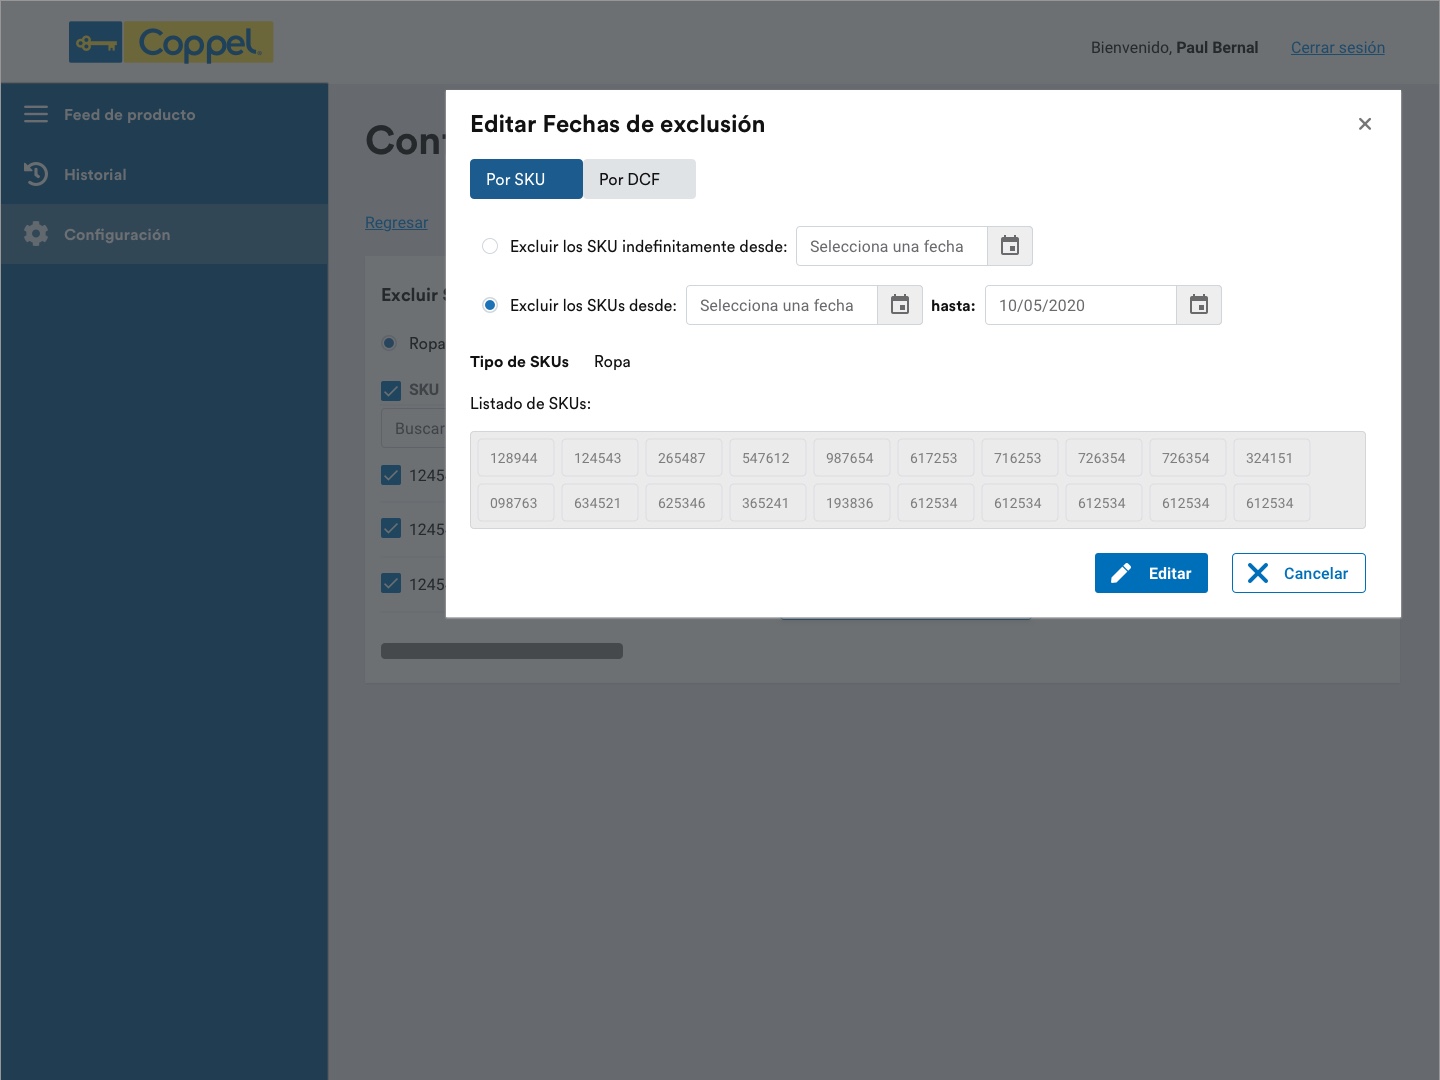 Coppel.
Bienvenido, Paul Bernal
Cerrar sesión
Feed de producto
Historial
Configuración
Regresar
Excluir
Ropa
SKU
Buscar
1245
1245
1245
Editar Fechas de exclusión
Por SKU
Por DCF
Excluir los SKU indefinitamente desde:
Selecciona una fecha
Excluir los SKUs desde:
Selecciona una fecha
hasta:
10/05/2020
Tipo de SKUs
Ropa
Listado de SKUs:
128944 124543 265487 547612 987654 617253 716253 726354 726354 324151
098763 634521 625346 365241 193836 612534 612534 612534 612534 612534
Editar
Cancelar